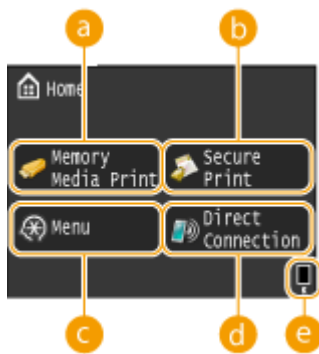 a
b
Home
Memory
Media Print
Secure
Print
Menu
Direct
Connection
c
d
e